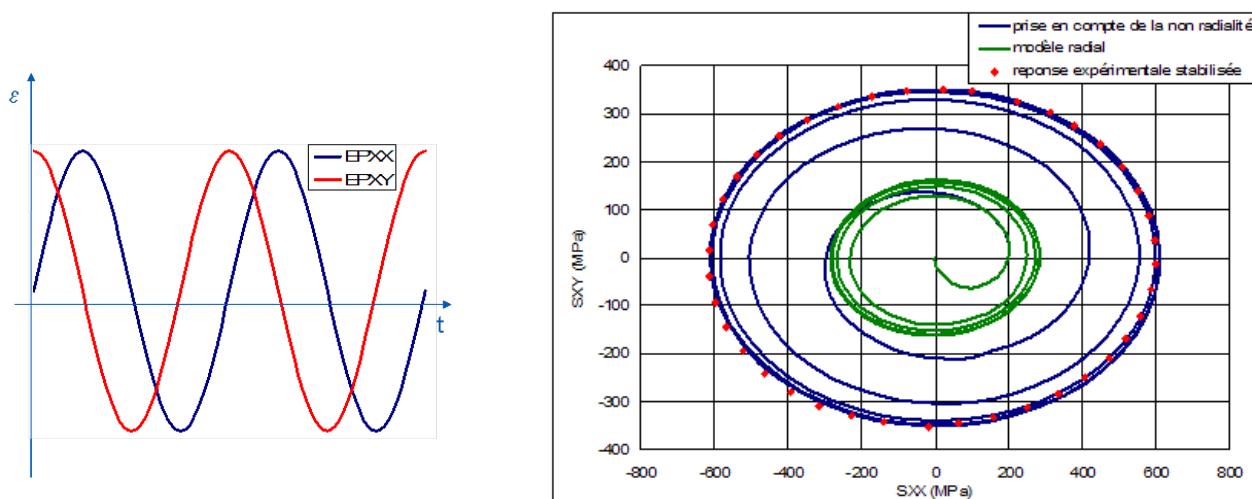 ε
EPXX
EPXY
t
prise en compte de la non radialité
modèle radial
reponse expérimentale stabilisée
SXY (MPa)
400
300
200
100
0
-100
-200
-300
-400
-800 -600 -400 -200 0 200 400 600 800
SXX (MPa)